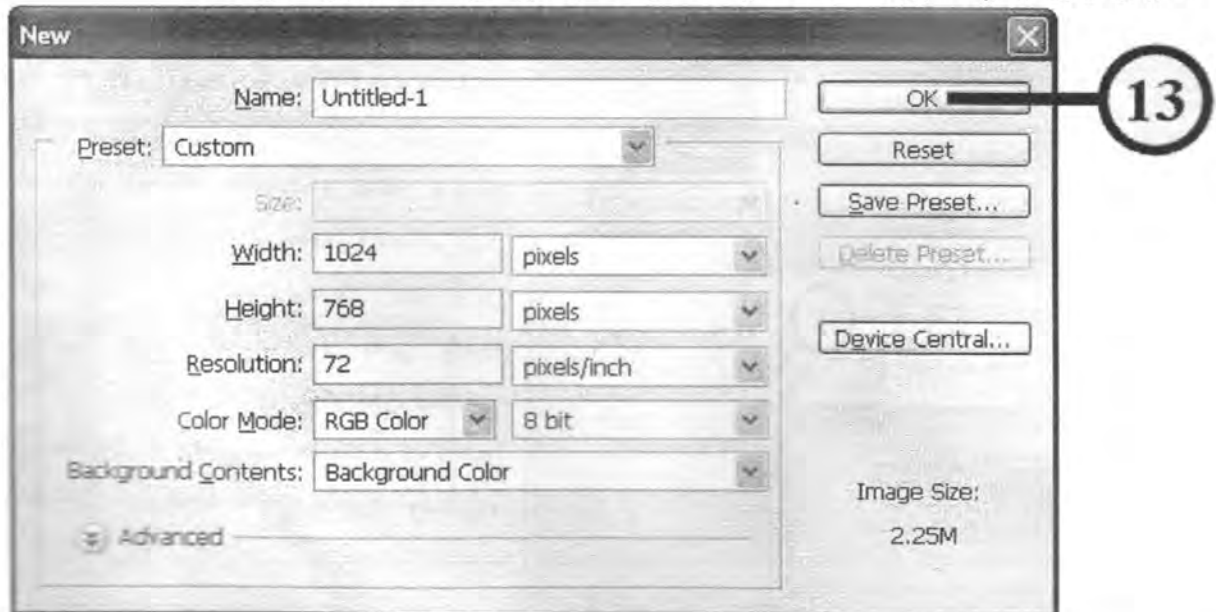 New
Name: Untitled-1
OK
13
Preset: Custom
Reset
Size:
Save Preset...
Width: 1024 pixels
Delete Preset...
Height: 768 pixels
Device Central...
Resolution: 72 pixels/inch
Color Mode: RGB Color 8 bit
Background Contents: Background Color
Image Size:
Advanced
2.25M